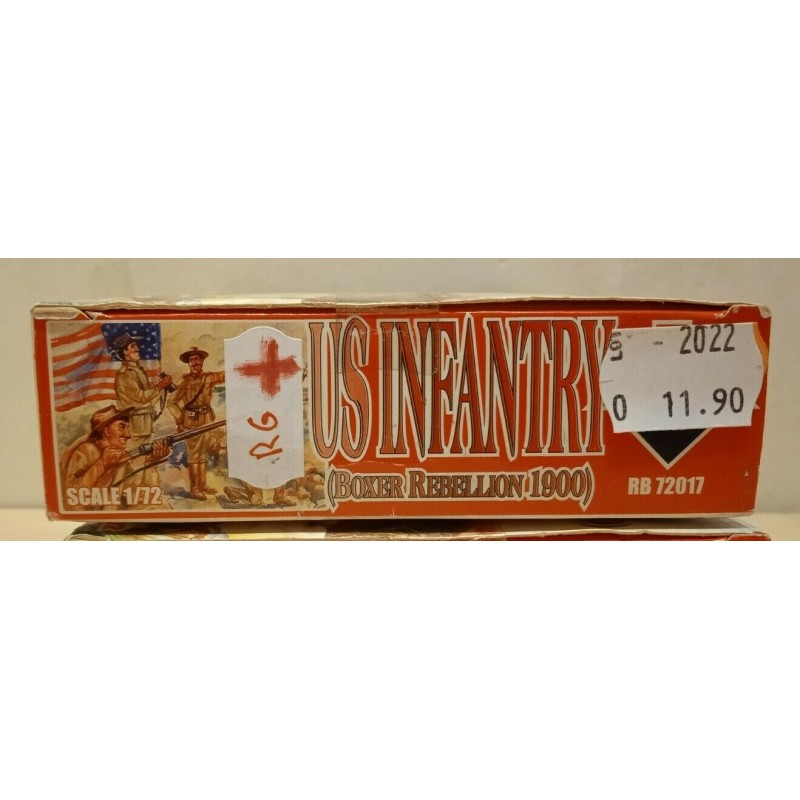 US INFANTRY
(BOXER REBELLION 1900)
SCALE 1/72
R6
- 2022
0 11.90
RB 72017